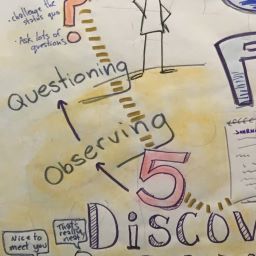 · challenge the
status quo
?
· Ask lots of
questions
Questioning
Observing
5
Discov
Nice to
meet you
That's
really
neat